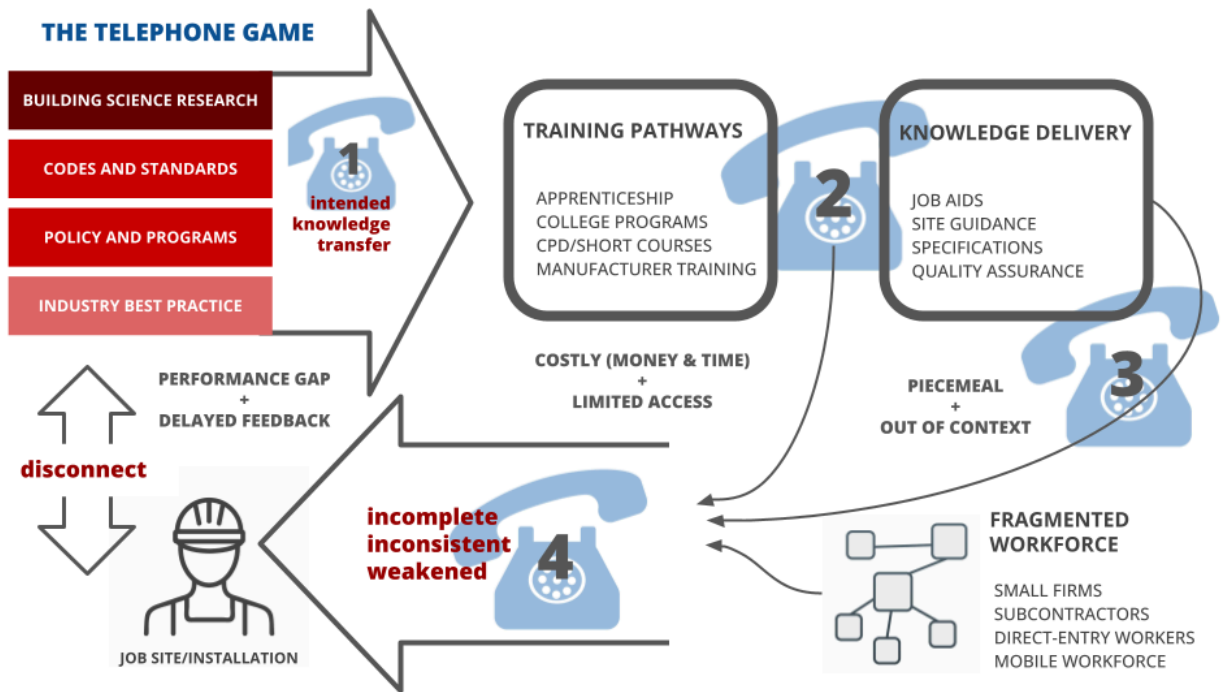 THE TELEPHONE GAME
BUILDING SCIENCE RESEARCH
CODES AND STANDARDS
POLICY AND PROGRAMS
INDUSTRY BEST PRACTICE
1
intended
knowledge
transfer
TRAINING PATHWAYS
APPRENTICESHIP
COLLEGE PROGRAMS
CPD/SHORT COURSES
MANUFACTURER TRAINING
2
KNOWLEDGE DELIVERY
JOB AIDS
SITE GUIDANCE
SPECIFICATIONS
QUALITY ASSURANCE
COSTLY (MONEY & TIME)
+
LIMITED ACCESS
3
PIECEMEAL
+
OUT OF CONTEXT
FRAGMENTED
WORKFORCE
SMALL FIRMS
SUBCONTRACTORS
DIRECT-ENTRY WORKERS
MOBILE WORKFORCE
4
incomplete
inconsistent
weakened
PERFORMANCE GAP
+
DELAYED FEEDBACK
disconnect
JOB SITE/INSTALLATION